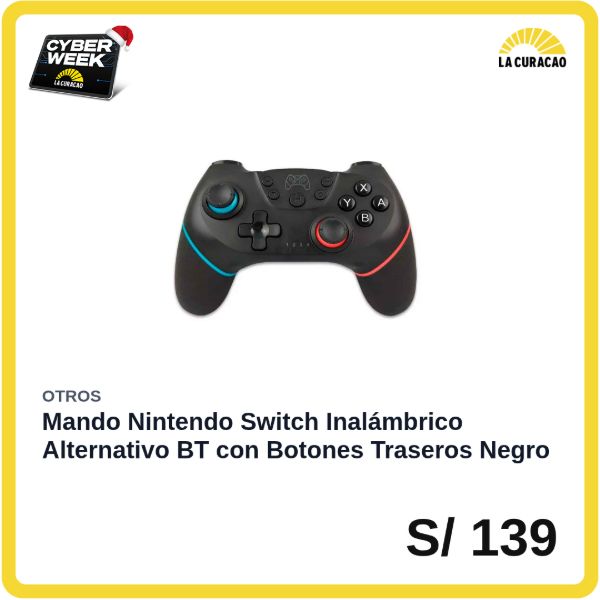 CYBER
WEEK
LA CURACAO
LA CURACAO
X
Y
A
B
OTROS
Mando Nintendo Switch Inalámbrico
Alternativo BT con Botones Traseros Negro
S/ 139